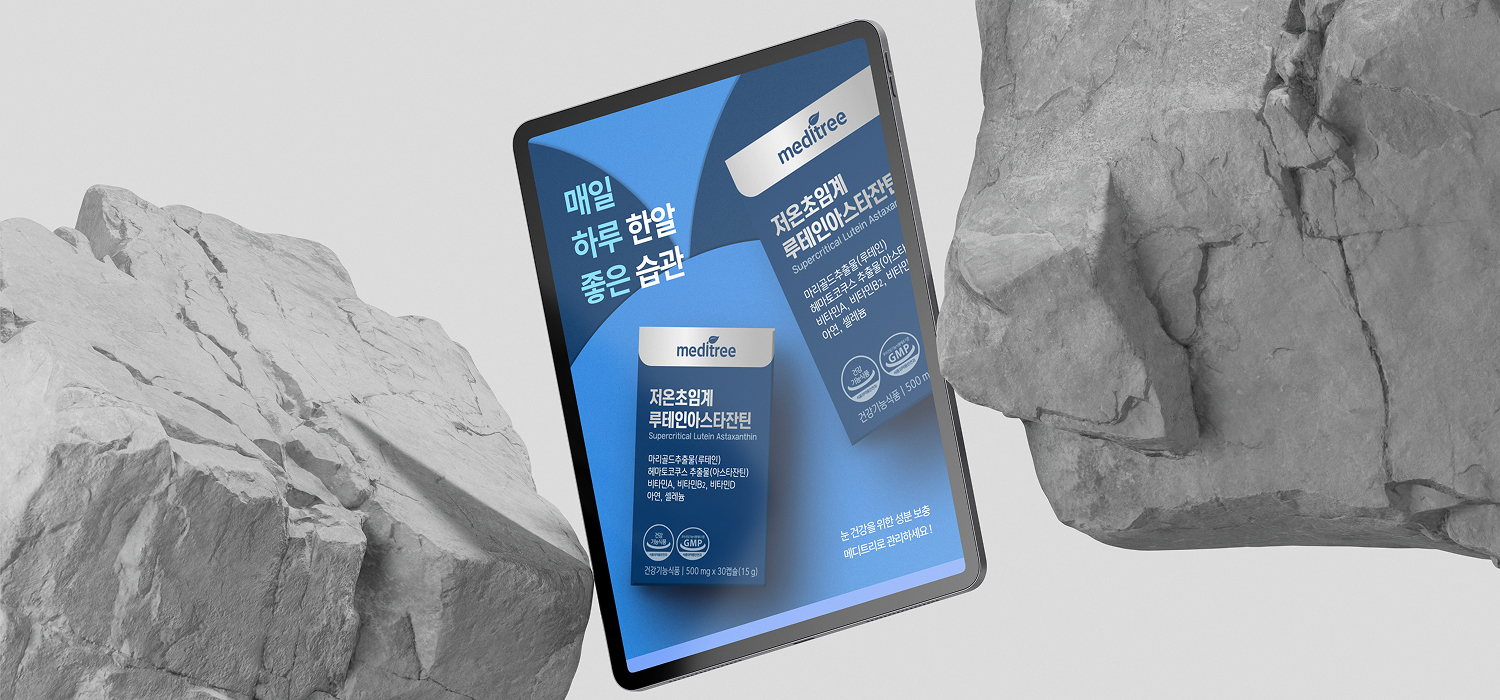 매일
하루 한알
좋은 습관
meditree
저온초임계
루테인아스타잔틴
Supercritical Lutein Astaxan
마리골드추출물(루테인)
헤마토코쿠스 추출물(아스타
비타민A, 비타민B2, 비타민
아연, 셀레늄
건강
기능식품
GMP
건강기능식품 | 500 m
meditree
저온초임계
루테인아스타잔틴
Supercritical Lutein Astaxanthin
마리골드추출물(루테인)
헤마토코쿠스 추출물(아스타잔틴)
비타민A, 비타민B2, 비타민D
아연, 셀레늄
건강
기능식품
GMP
건강기능식품 | 500 mg x 30캡슐(15 g)
눈 건강을 위한 성분 보충
메디트리로 관리하세요 !